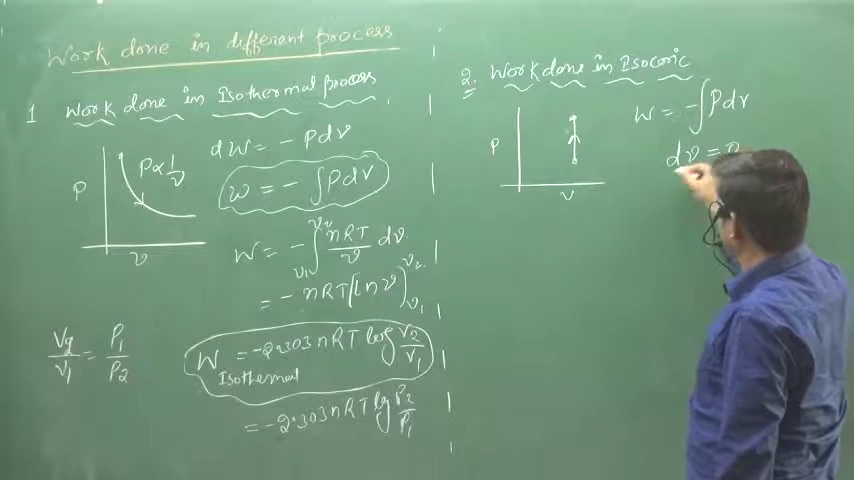 Work done in different process
1 Work done in Isothermal process
P
v
P∝1/v
dW = - Pdv
w = - ∫Pdv
W = - ∫v1 v2 nRT/v dv
= - nRT[ln v]v1 v2
V2/V1 = P1/P2
W Isothermal = -2.303 nRT log V2/V1
= -2.303 nRT log P2/P1
2. Work done in Isocoric
P
v
W = - ∫Pdv
dv = 0